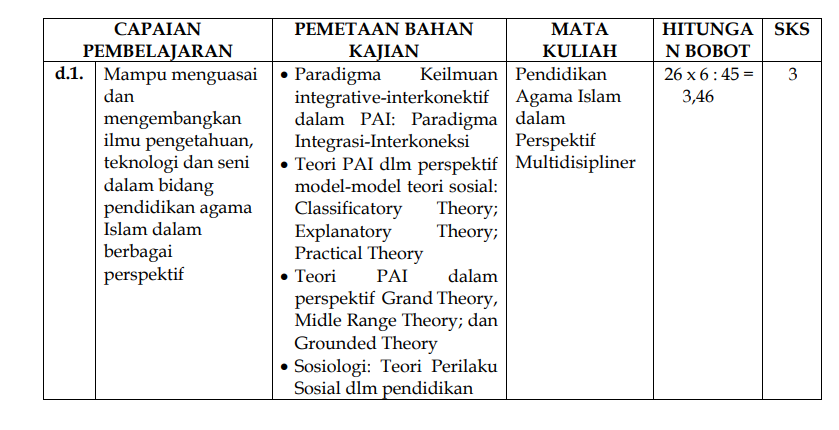 CAPAIAN PEMBELAJARAN
PEMETAAN BAHAN KAJIAN
MATA KULIAH
HITUNGA N BOBOT
SKS
d.1.
Mampu menguasai
dan
mengembangkan
ilmu pengetahuan,
teknologi dan seni
dalam bidang
pendidikan agama
Islam dalam
berbagai
perspektif
• Paradigma Keilmuan
integrative-interkonektif
dalam PAI: Paradigma
Integrasi-Interkoneksi
• Teori PAI dlm perspektif
model-model teori sosial:
Classificatory Theory;
Explanatory Theory;
Practical Theory
• Teori PAI dalam
perspektif Grand Theory,
Midle Range Theory; dan
Grounded Theory
• Sosiologi: Teori Perilaku
Sosial dlm pendidikan
Pendidikan
Agama Islam
dalam
Perspektif
Multidisipliner
26 x 6 : 45 =
3,46
3